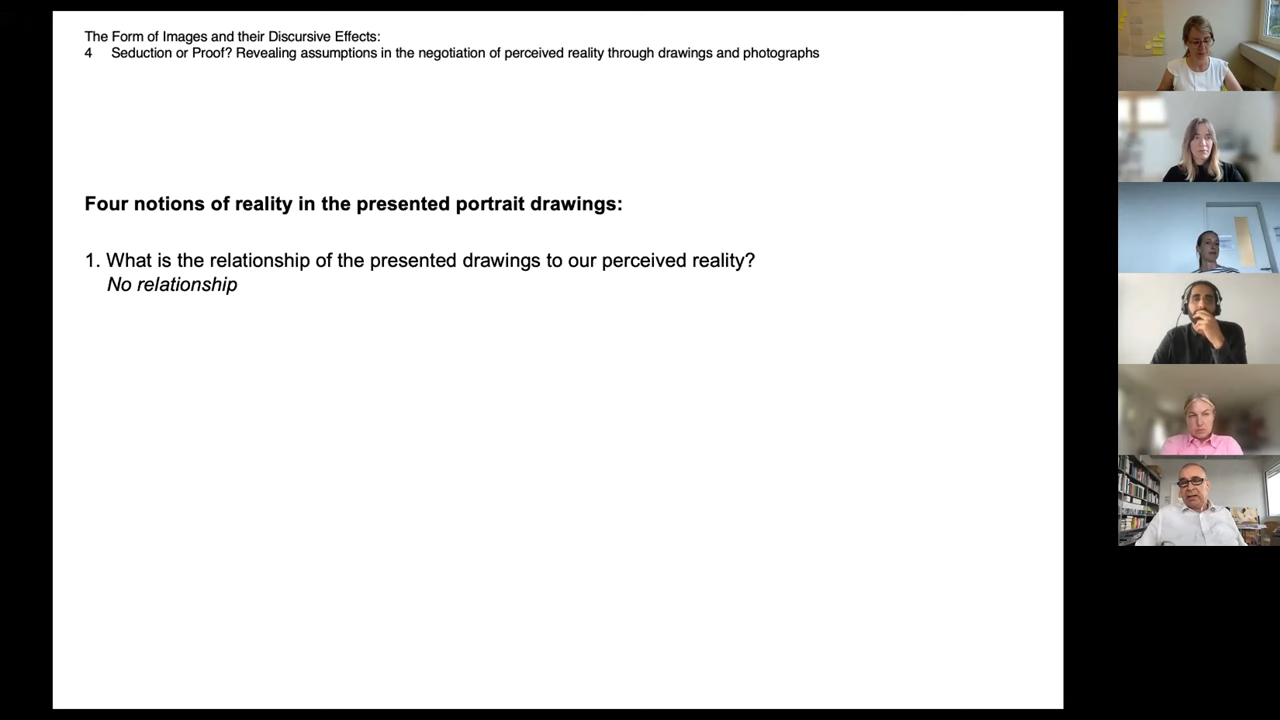 The Form of Images and their Discursive Effects:
4 Seduction or Proof? Revealing assumptions in the negotiation of perceived reality through drawings and photographs
Four notions of reality in the presented portrait drawings:
1. What is the relationship of the presented drawings to our perceived reality?
No relationship